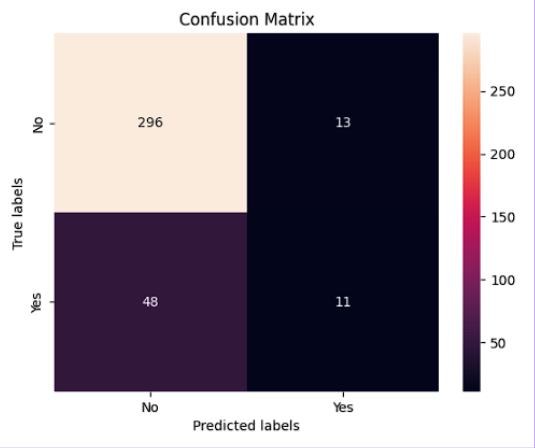 Confusion Matrix
No
296
13
Yes
48
11
True labels
No
Yes
Predicted labels
250
200
150
100
50